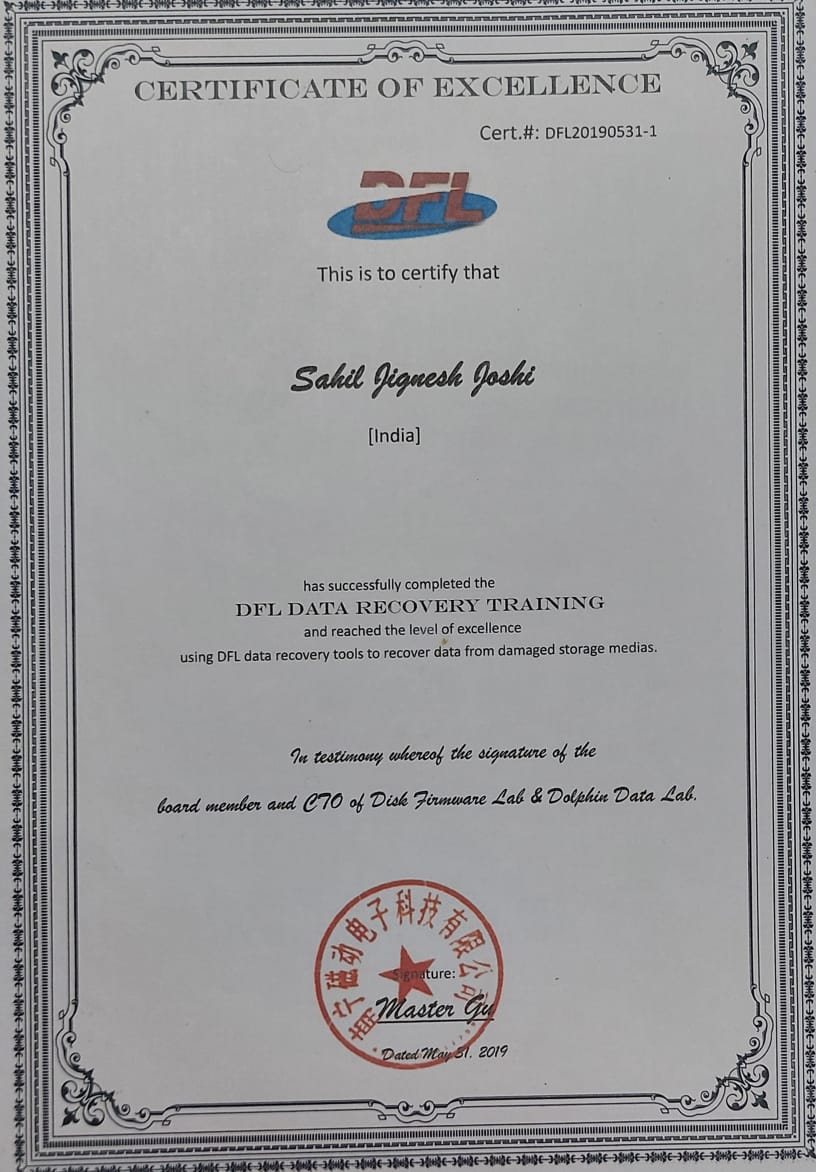 CERTIFICATE OF EXCELLENCE
Cert.#: DFL20190531-1
DFL
This is to certify that
Sahil Jignesh Joshi
[India]
has successfully completed the
DFL DATA RECOVERY TRAINING
and reached the level of excellence
using DFL data recovery tools to recover data from damaged storage medias.
In testimony whereof the signature of the
board member and CTO of Disk Firmware Lab & Dolphin Data Lab.
宁磁动电子科技有限公司
Signature:
Master Gu
Dated May 31. 2019